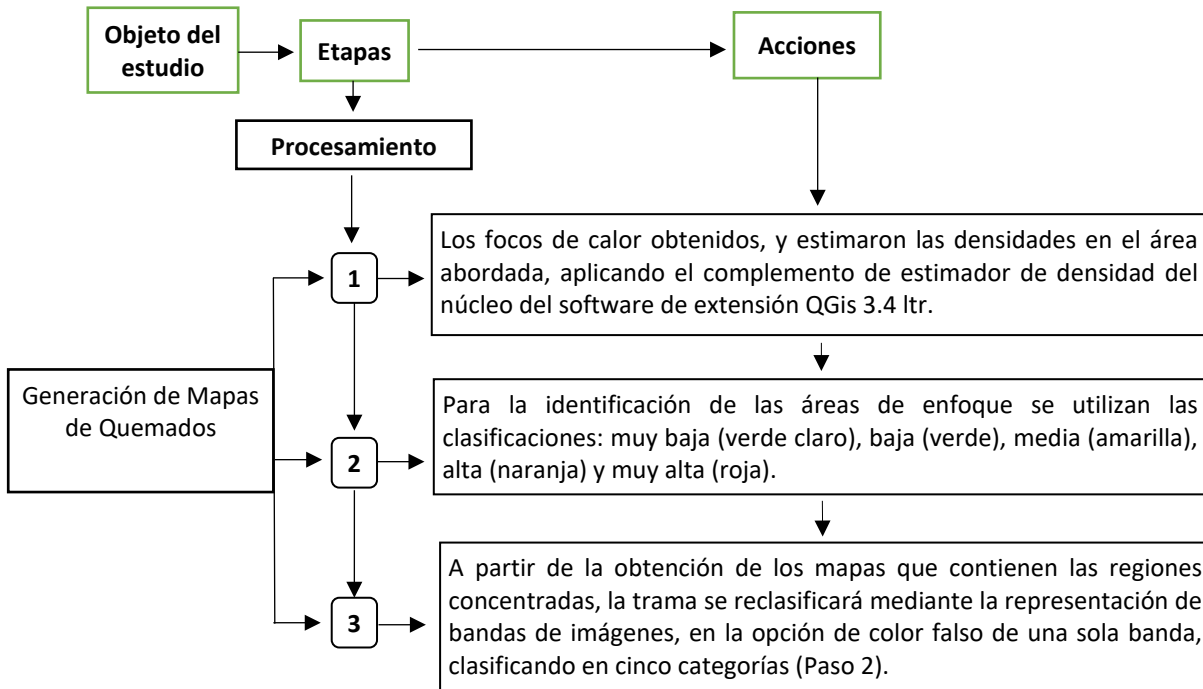 Objeto del
estudio
Etapas
Acciones
Procesamiento
1
Los focos de calor obtenidos, y estimaron las densidades en el área
abordada, aplicando el complemento de estimador de densidad del
núcleo del software de extensión QGis 3.4 ltr.
Generación de Mapas
de Quemados
2
Para la identificación de las áreas de enfoque se utilizan las
clasificaciones: muy baja (verde claro), baja (verde), media (amarilla),
alta (naranja) y muy alta (roja).
3
A partir de la obtención de los mapas que contienen las regiones
concentradas, la trama se reclasificará mediante la representación de
bandas de imágenes, en la opción de color falso de una sola banda,
clasificando en cinco categorías (Paso 2).